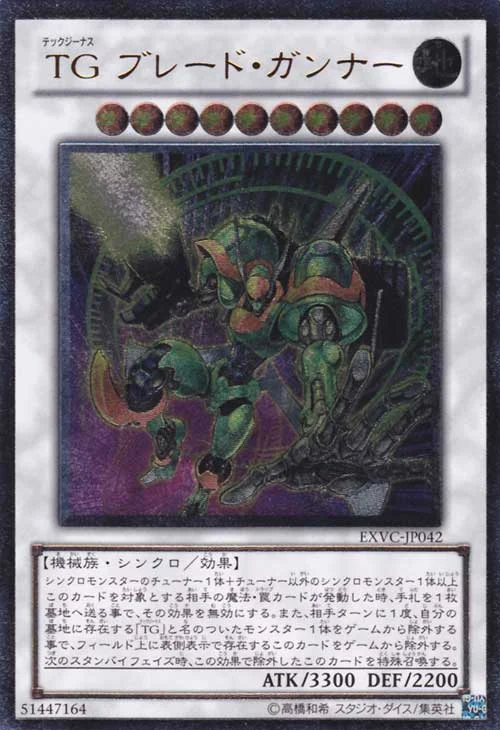 テックジーナス
TG ブレード・ガンナー
地
EXVC-JP042
【機械族・シンクロ／効果】
シンクロモンスターのチューナー１体＋チューナー以外のシンクロモンスター１体以上
このカードを対象とする相手の魔法・罠カードが発動した時、手札を１枚
墓地へ送る事で、その効果を無効にする。また、相手ターンに１度、自分の
墓地に存在する「TG」と名のついたモンスター１体をゲームから除外する
事で、フィールド上に表側表示で存在するこのカードをゲームから除外する。
次のスタンバイフェイズ時、この効果で除外したこのカードを特殊召喚する。
ATK/3300 DEF/2200
51447164
©高橋和希 スタジオ・ダイス/集英社